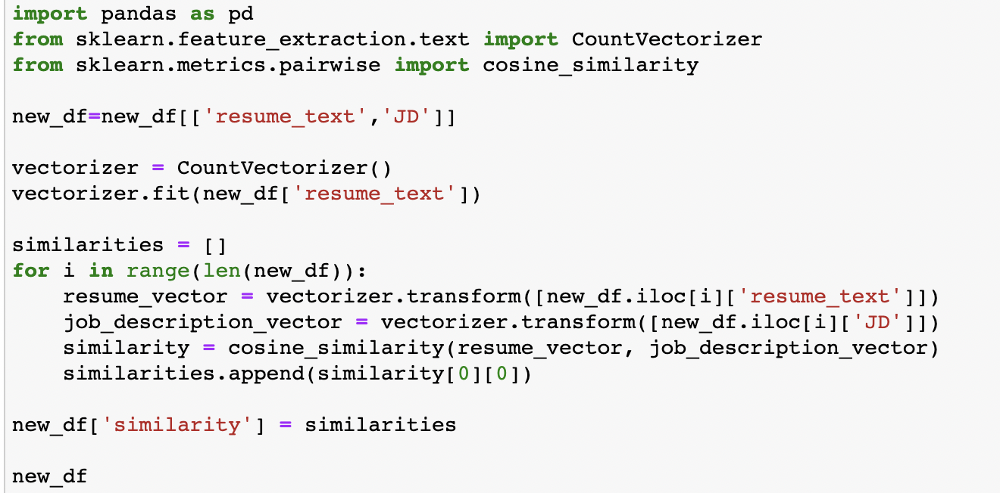 import pandas as pd
from sklearn.feature_extraction.text import CountVectorizer
from sklearn.metrics.pairwise import cosine_similarity

new_df=new_df[['resume_text','JD']]

vectorizer = CountVectorizer()
vectorizer.fit(new_df['resume_text'])

similarities = []
for i in range(len(new_df)):
    resume_vector = vectorizer.transform([new_df.iloc[i]['resume_text']])
    job_description_vector = vectorizer.transform([new_df.iloc[i]['JD']])
    similarity = cosine_similarity(resume_vector, job_description_vector)
    similarities.append(similarity[0][0])

new_df['similarity'] = similarities

new_df